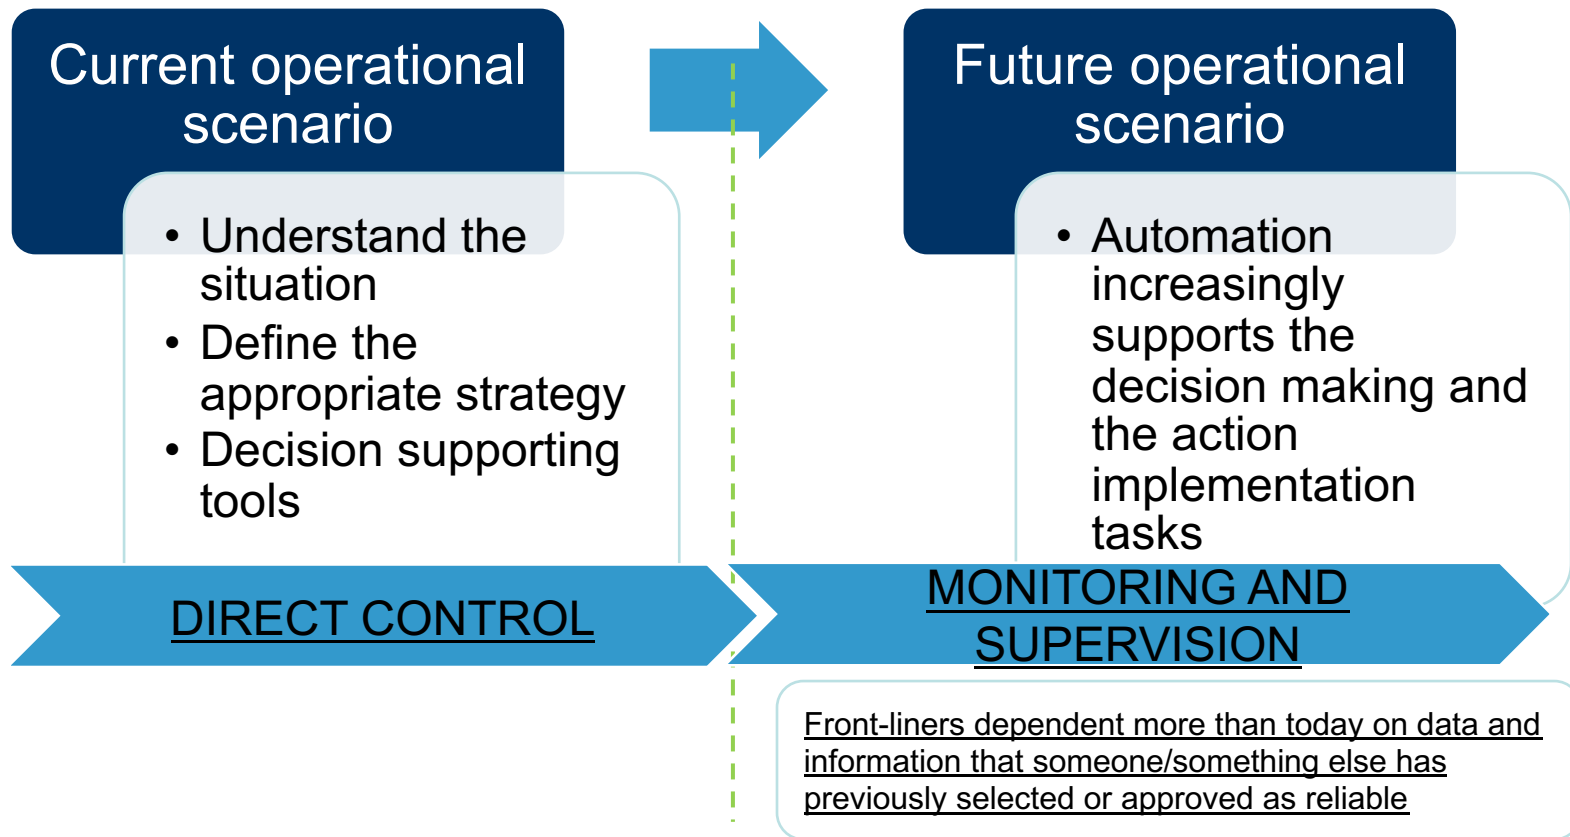 Current operational
scenario
• Understand the
situation
• Define the
appropriate strategy
• Decision supporting
tools
DIRECT CONTROL
Future operational
scenario
• Automation
increasingly
supports the
decision making and
the action
implementation
tasks
MONITORING AND
SUPERVISION
Front-liners dependent more than today on data and
information that someone/something else has
previously selected or approved as reliable